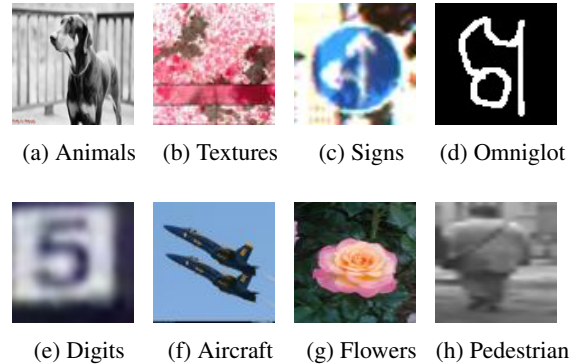 (a) Animals (b) Textures (c) Signs (d) Omniglot
5
(e) Digits (f) Aircraft (g) Flowers (h) Pedestrian